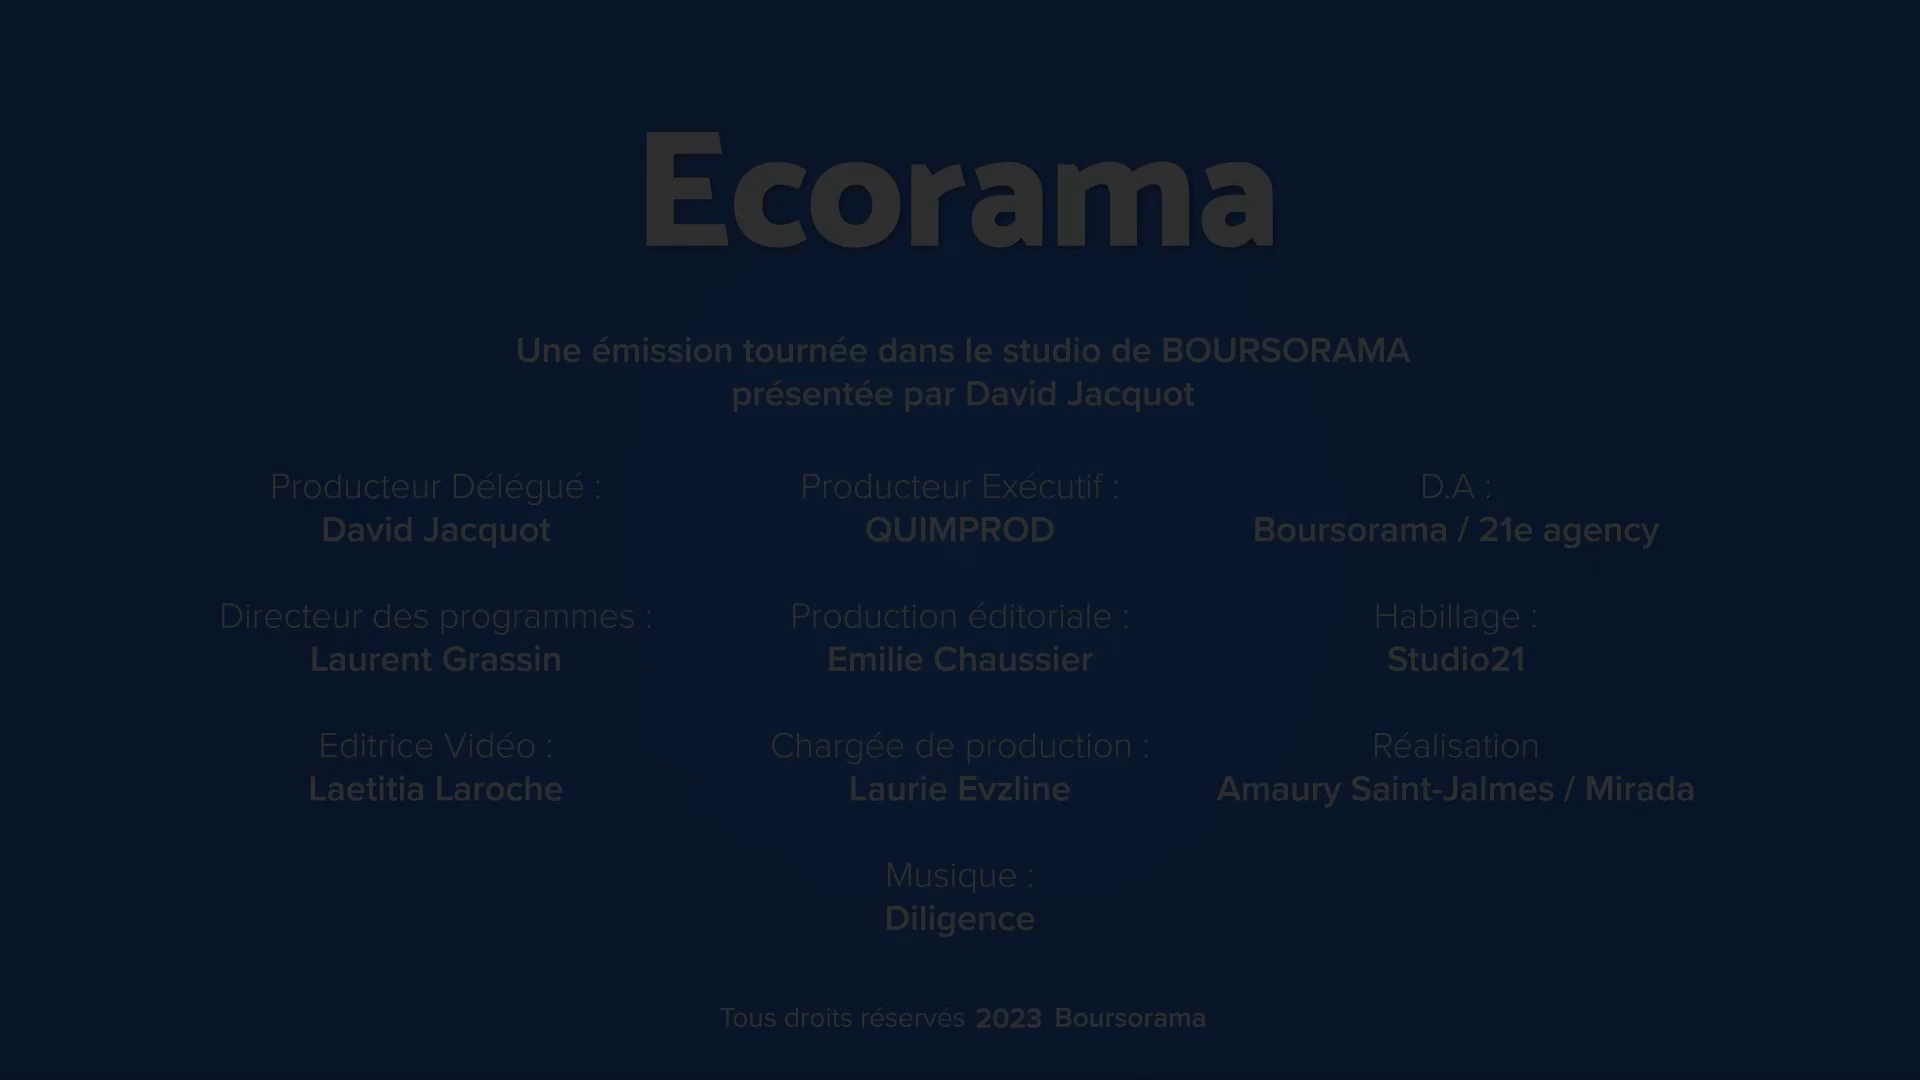 Ecorama
Une émission tournée dans le studio de BOURSORAMA
présentée par David Jacquot
Producteur Délégué :
David Jacquot
Producteur Exécutif :
QUIMPROD
D.A :
Boursorama / 21e agency
Directeur des programmes :
Laurent Grassin
Production éditoriale :
Emilie Chaussier
Habillage :
Studio21
Editrice Vidéo :
Laetitia Laroche
Chargée de production :
Laurie Evzline
Réalisation
Amaury Saint-Jalmes / Mirada
Musique :
Diligence
Tous droits réservés 2023 Boursorama